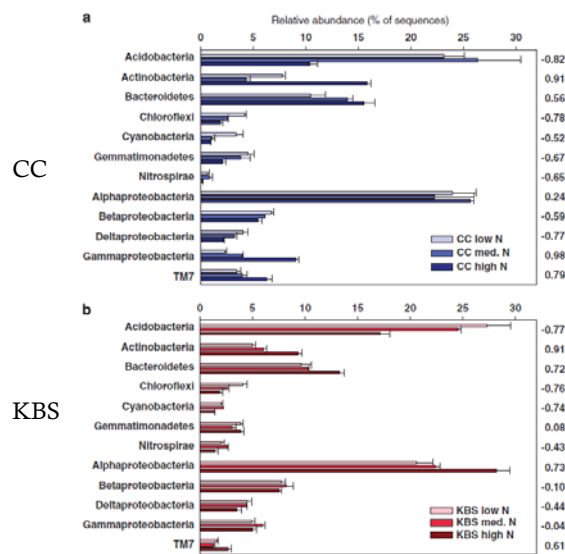 a
Relative abundance (% of sequences)
0 5 10 15 20 25 30
Acidobacteria -0.82
Actinobacteria 0.91
Bacteroidetes 0.56
Chloroflexi -0.78
Cyanobacteria -0.52
Gemmatimonadetes -0.67
CC
Nitrospirae -0.65
Alphaproteobacteria 0.24
Betaproteobacteria -0.59
Deltaproteobacteria -0.77
Gammaproteobacteria 0.98
TM7 0.79
CC low N
CC med. N
CC high N
b
0 5 10 15 20 25 30
Acidobacteria -0.77
Actinobacteria 0.91
Bacteroidetes 0.72
Chloroflexi -0.76
KBS
Cyanobacteria -0.74
Gemmatimonadetes 0.08
Nitrospirae -0.43
Alphaproteobacteria 0.73
Betaproteobacteria -0.10
Deltaproteobacteria -0.44
Gammaproteobacteria -0.04
TM7 0.61
KBS low N
KBS med. N
KBS high N